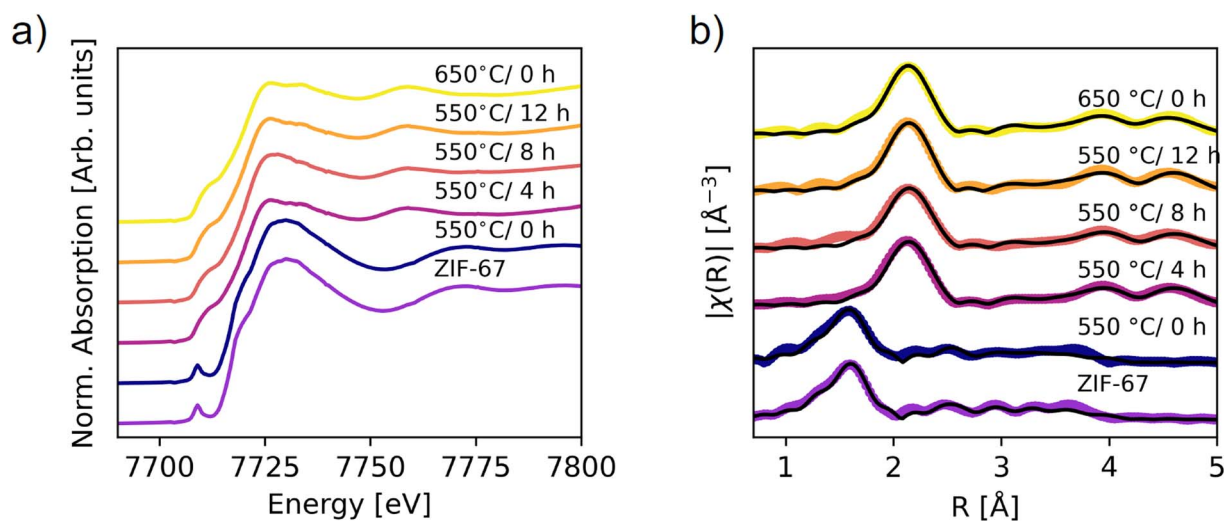 a)
Norm. Absorption [Arb. units]
650°C/ 0 h
550°C/ 12 h
550°C/ 8 h
550°C/ 4 h
550°C/ 0 h
ZIF-67
7700 7725 7750 7775 7800
Energy [eV]
b)
|χ(R)| [Å⁻³]
650 °C/ 0 h
550 °C/ 12 h
550 °C/ 8 h
550 °C/ 4 h
550 °C/ 0 h
ZIF-67
1 2 3 4 5
R [Å]